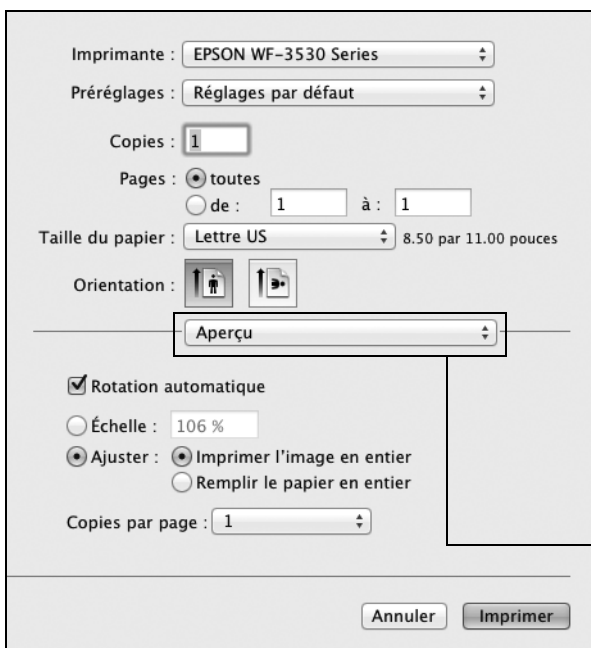 Imprimante : EPSON WF-3530 Series
Préréglages : Réglages par défaut
Copies : 1
Pages : toutes
de : 1 à : 1
Taille du papier : Lettre US 8.50 par 11.00 pouces
Orientation :
Aperçu
Rotation automatique
Échelle : 106 %
Ajuster : Imprimer l'image en entier
Remplir le papier en entier
Copies par page : 1
Annuler Imprimer